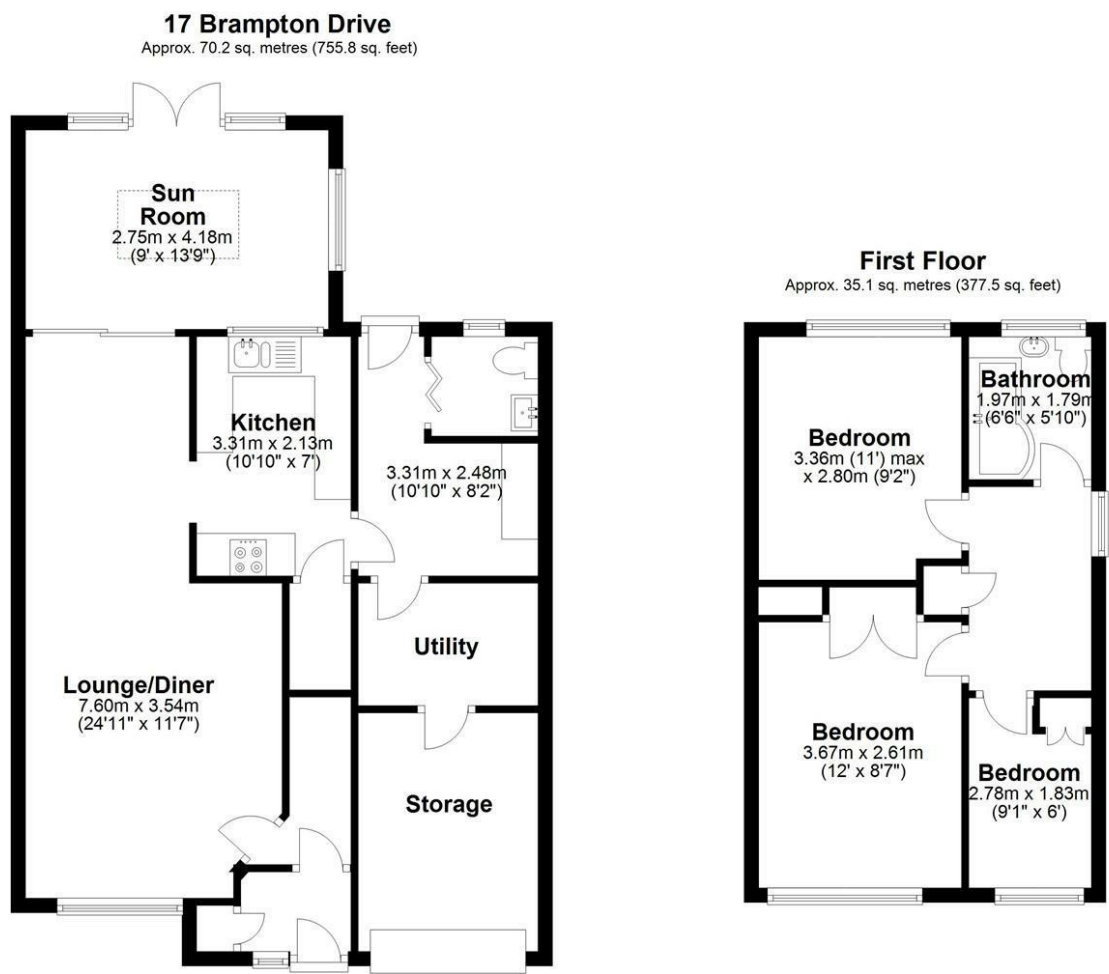 17 Brampton Drive
Approx. 70.2 sq. metres (755.8 sq. feet)
Sun
Room
2.75m x 4.18m
(9' x 13'9")
Kitchen
3.31m x 2.13m
(10'10" x 7')
3.31m x 2.48m
(10'10" x 8'2")
Utility
Lounge/Diner
7.60m x 3.54m
(24'11" x 11'7")
Storage
First Floor
Approx. 35.1 sq. metres (377.5 sq. feet)
Bathroom
1.97m x 1.79m
(6'6" x 5'10")
Bedroom
3.36m (11') max
x 2.80m (9'2")
Bedroom
3.67m x 2.61m
(12' x 8'7")
Bedroom
2.78m x 1.83m
(9'1" x 6')